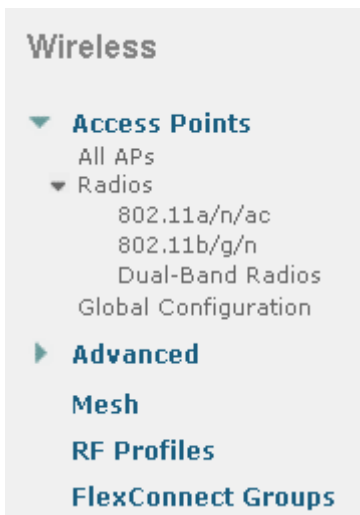 Wireless
Access Points
All APs
Radios
802.11a/n/ac
802.11b/g/n
Dual-Band Radios
Global Configuration
Advanced
Mesh
RF Profiles
FlexConnect Groups